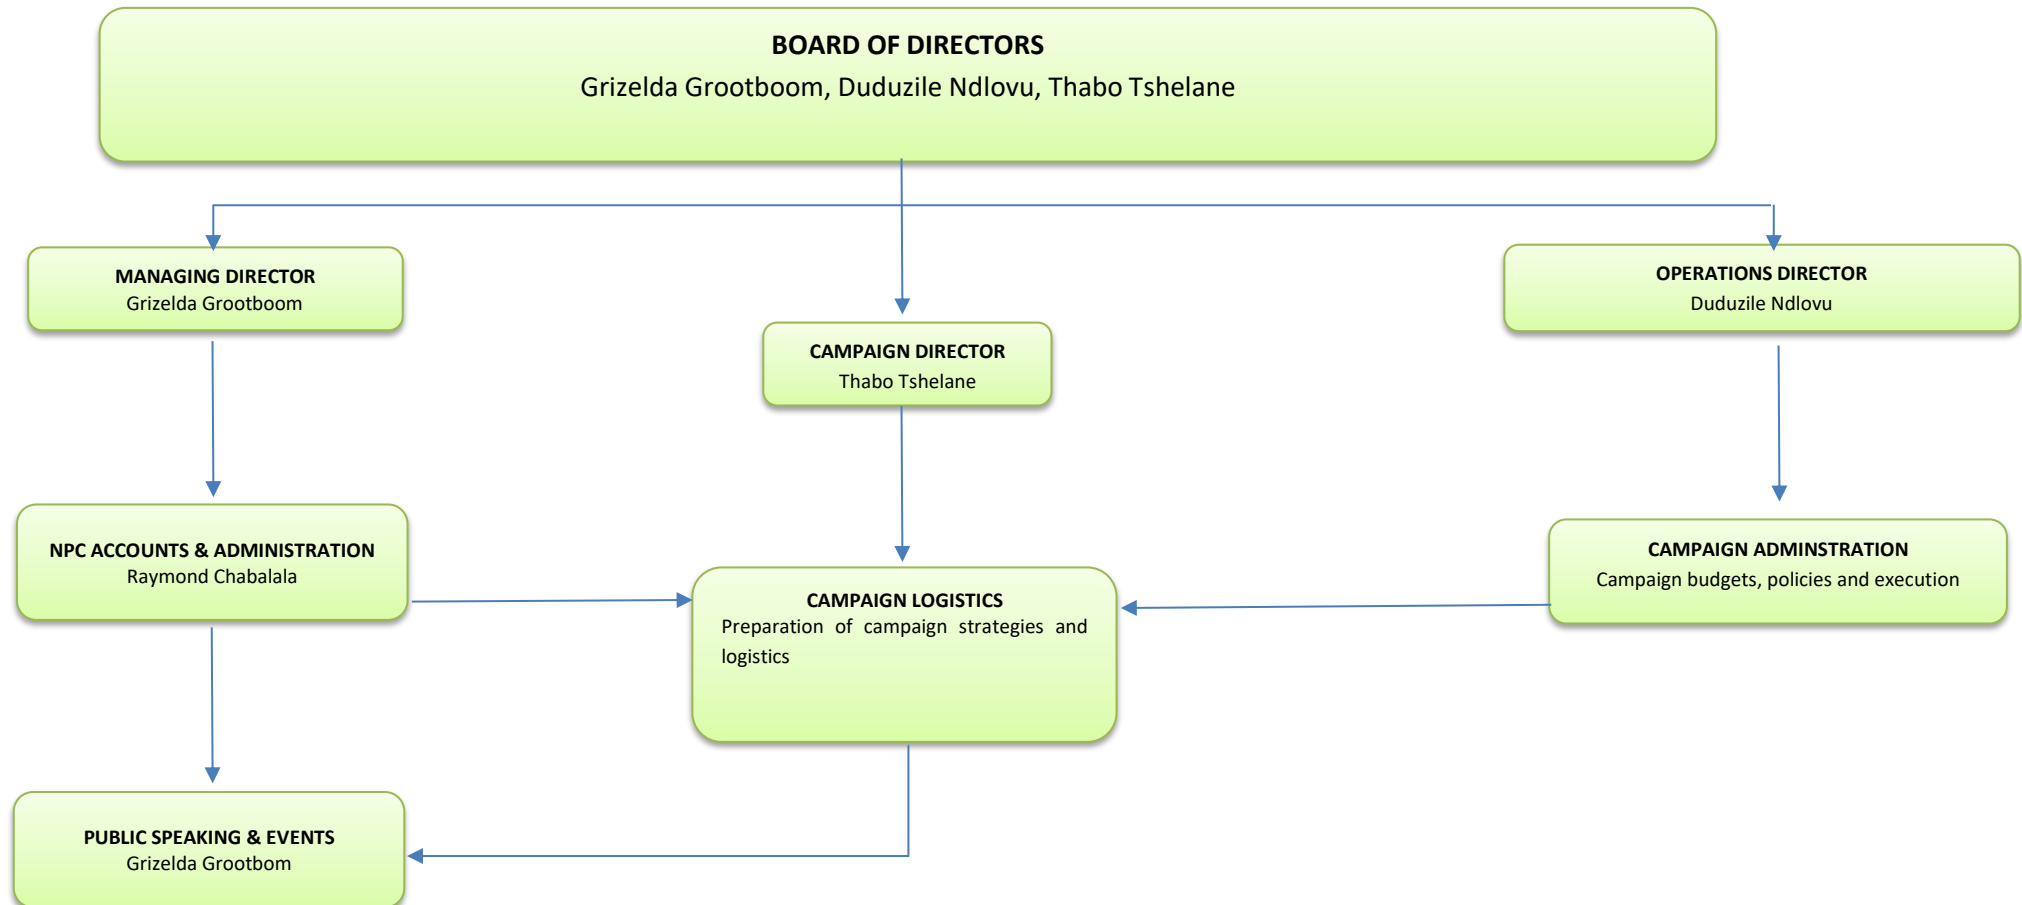 BOARD OF DIRECTORS
Grizelda Grootboom, Duduzile Ndlovu, Thabo Tshelane
MANAGING DIRECTOR
Grizelda Grootboom
OPERATIONS DIRECTOR
Duduzile Ndlovu
CAMPAIGN DIRECTOR
Thabo Tshelane
NPC ACCOUNTS & ADMINISTRATION
Raymond Chabalala
CAMPAIGN LOGISTICS
Preparation of campaign strategies and
logistics
CAMPAIGN ADMINSTRATION
Campaign budgets, policies and execution
PUBLIC SPEAKING & EVENTS
Grizelda Grootbom